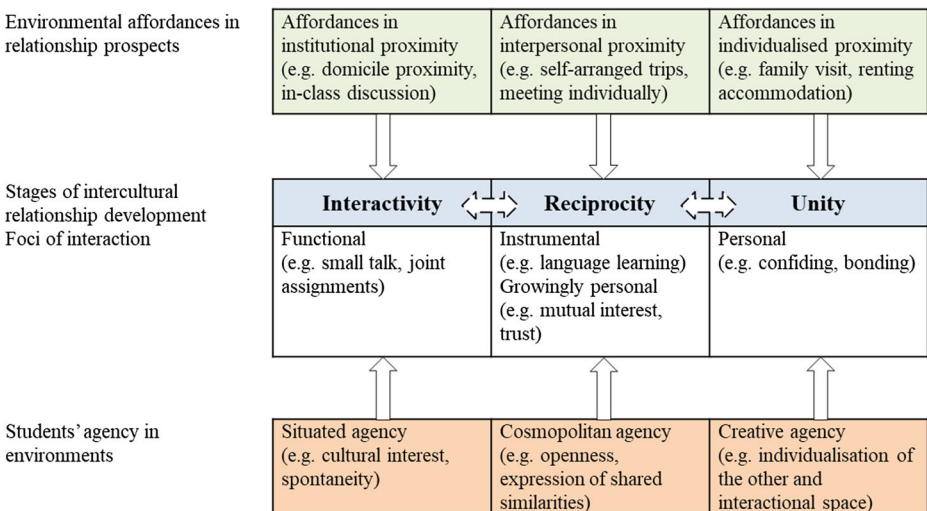 Environmental affordances in
relationship prospects
Affordances in
institutional proximity
(e.g. domicile proximity,
in-class discussion)
Affordances in
interpersonal proximity
(e.g. self-arranged trips,
meeting individually)
Affordances in
individualised proximity
(e.g. family visit, renting
accommodation)
Stages of intercultural
relationship development
Foci of interaction
Interactivity
Reciprocity
Unity
Functional
(e.g. small talk, joint
assignments)
Instrumental
(e.g. language learning)
Growingly personal
(e.g. mutual interest,
trust)
Personal
(e.g. confiding, bonding)
Students' agency in
environments
Situated agency
(e.g. cultural interest,
spontaneity)
Cosmopolitan agency
(e.g. openness,
expression of shared
similarities)
Creative agency
(e.g. individualisation of
the other and
interactional space)